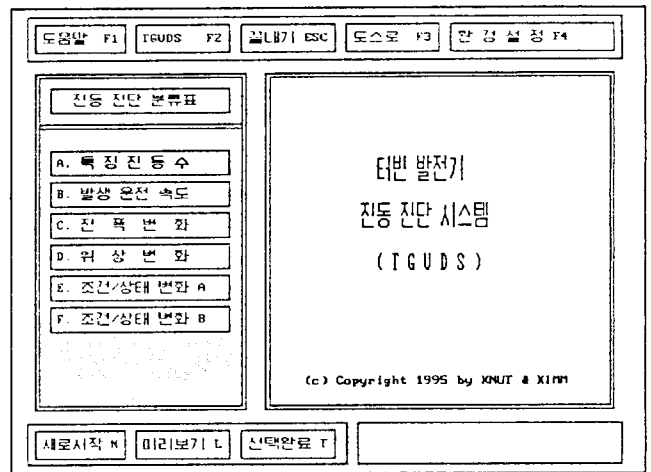 도움말 F1 TGUDS F2 끝내기 ESC 도스로 F3 환 경 설 정 F4
진동 진단 분류표
A. 특 징 진 동 수
B. 발생 운전 속도
C. 진 폭 변 화
D. 위 상 변 화
E. 조건/상태 변화 A
F. 조건/상태 변화 B
터빈 발전기
진동 진단 시스템
( T G U D S )
(c) Copyright 1995 by KNUT & KIMM
새로시작 N 미리보기 L 선택완료 T